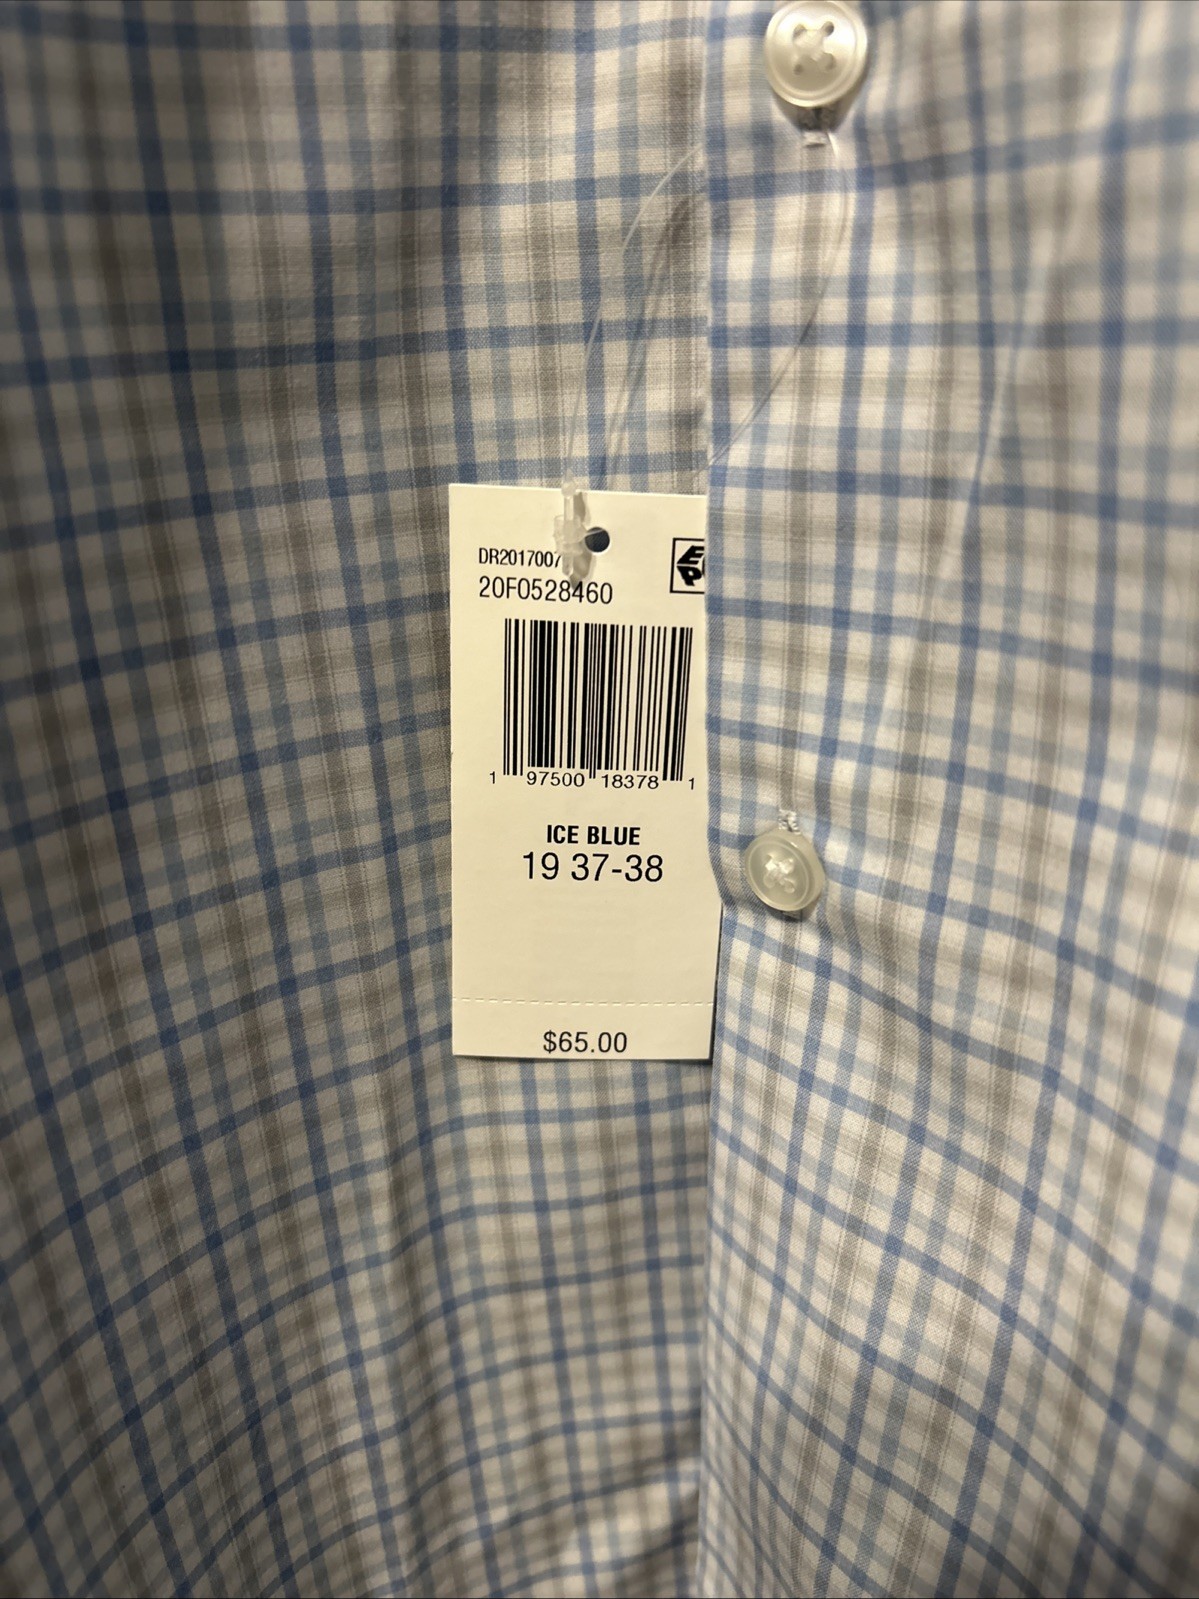 DR2017007
20F0528460
1 97500 18378 1
ICE BLUE
19 37-38
$65.00